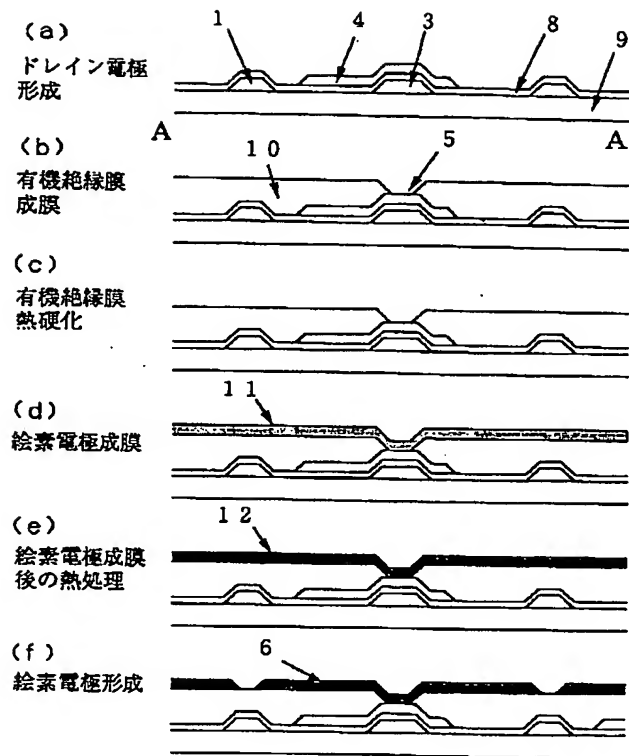 (a)
ドレイン電極
形成
1
4
3
8
9
A
A
(b)
有機絶縁膜
成膜
10
5
(c)
有機絶縁膜
熱硬化
(d)
絵素電極成膜
11
(e)
絵素電極成膜
後の熱処理
12
(f)
絵素電極形成
6